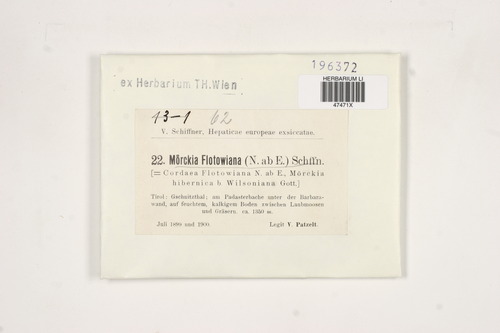 196372
ex Herbarium TH.Wien
HERBARIUM LI
47471X
13-1 62
V. Schiffner, Hepaticae europeae exsiccatae.
22. Mörckia Flotowiana (N. ab E.) Schffn.
[= Cordaea Flotowiana N. ab E., Mörckia
hibernica b Wilsoniana Gott.]
Tirol: Gschnitzthal; am Padasterbache unter der Barbara-
wand, auf feuchtem, kalkigem Boden zwischen Laubmoosen
und Gräsern. ca. 1350 m.
Juli 1899 und 1900. Legit V. Patzelt.